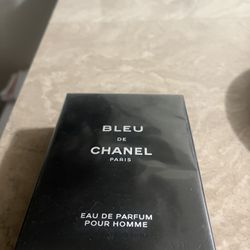 BLEU
DE
CHANEL
PARIS
EAU DE PARFUM
POUR HOMME